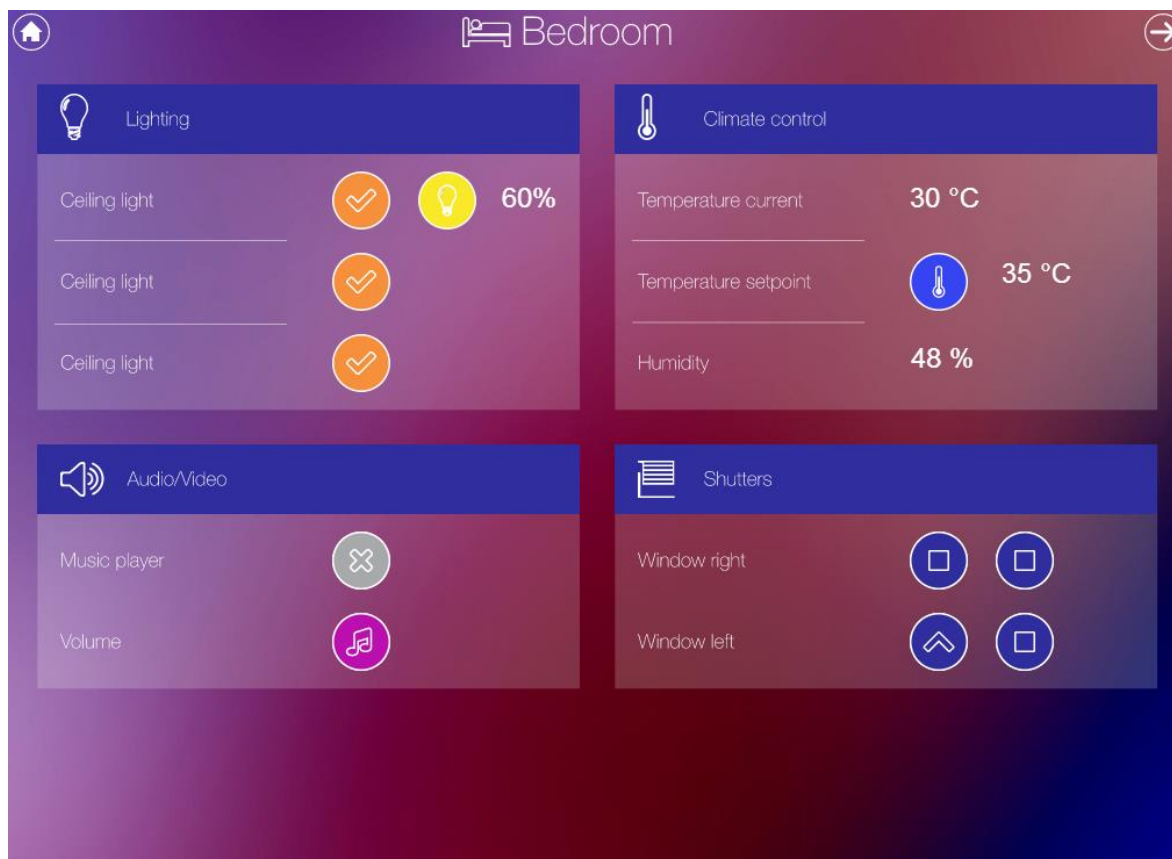 Bedroom
Lighting
Ceiling light 60%
Ceiling light
Ceiling light
Climate control
Temperature current 30 °C
Temperature setpoint 35 °C
Humidity 48 %
Audio/Video
Music player
Volume
Shutters
Window right
Window left